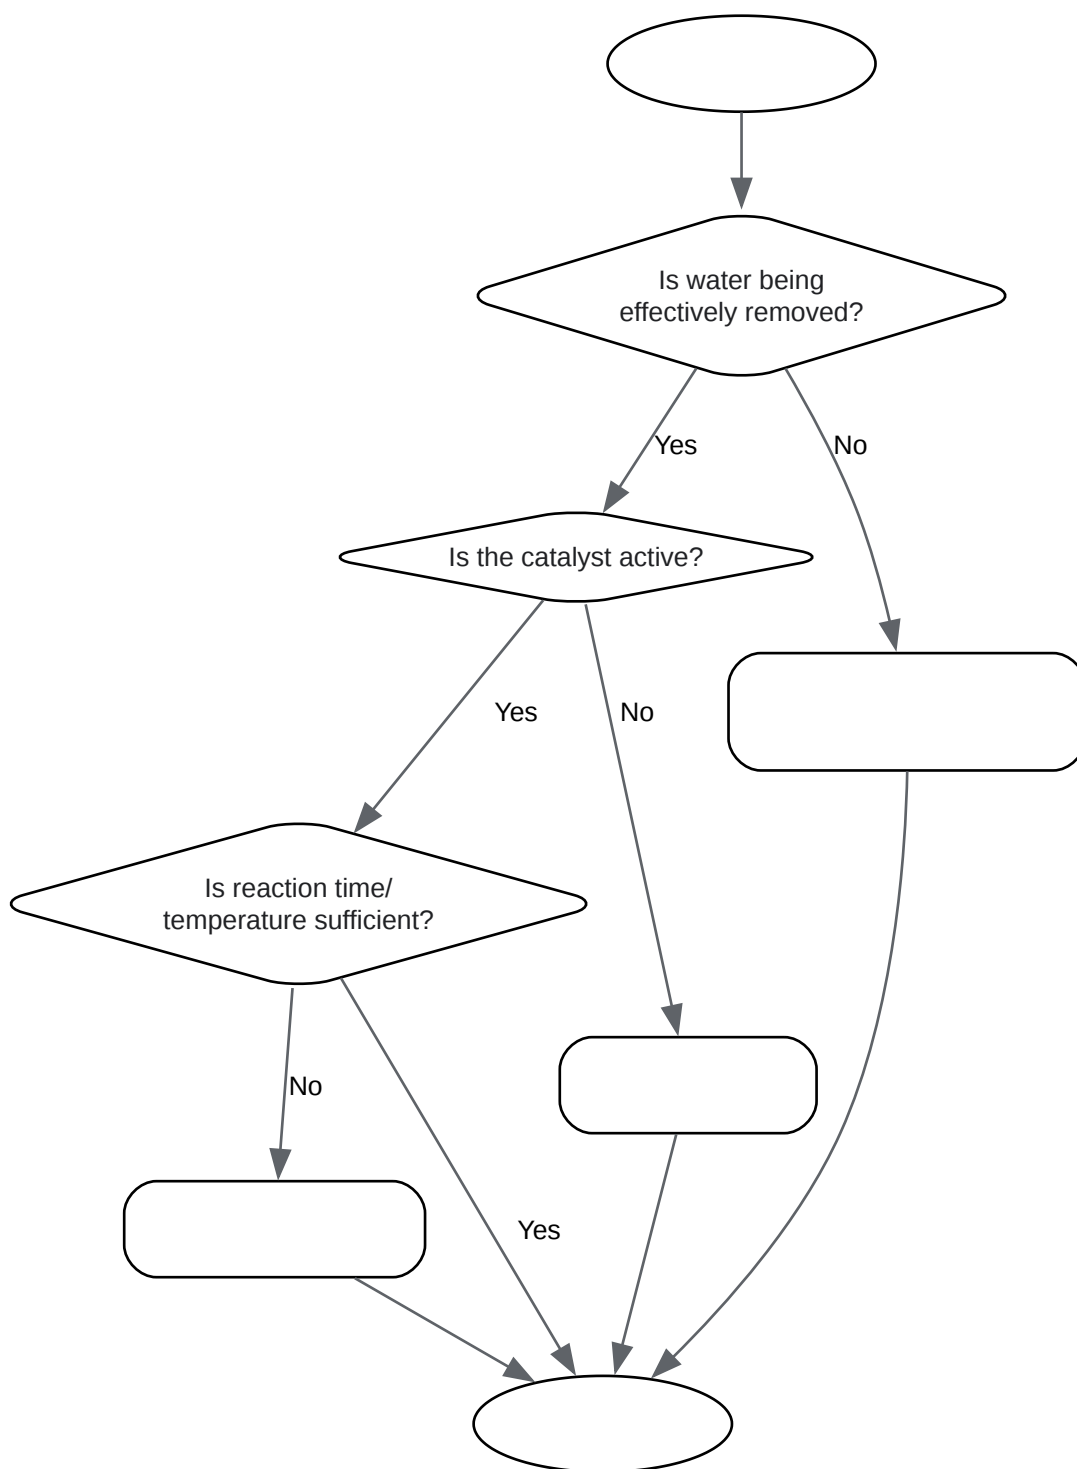 Is water being
effectively removed?
Yes
No
Is the catalyst active?
Yes
No
Is reaction time/
temperature sufficient?
No
Yes